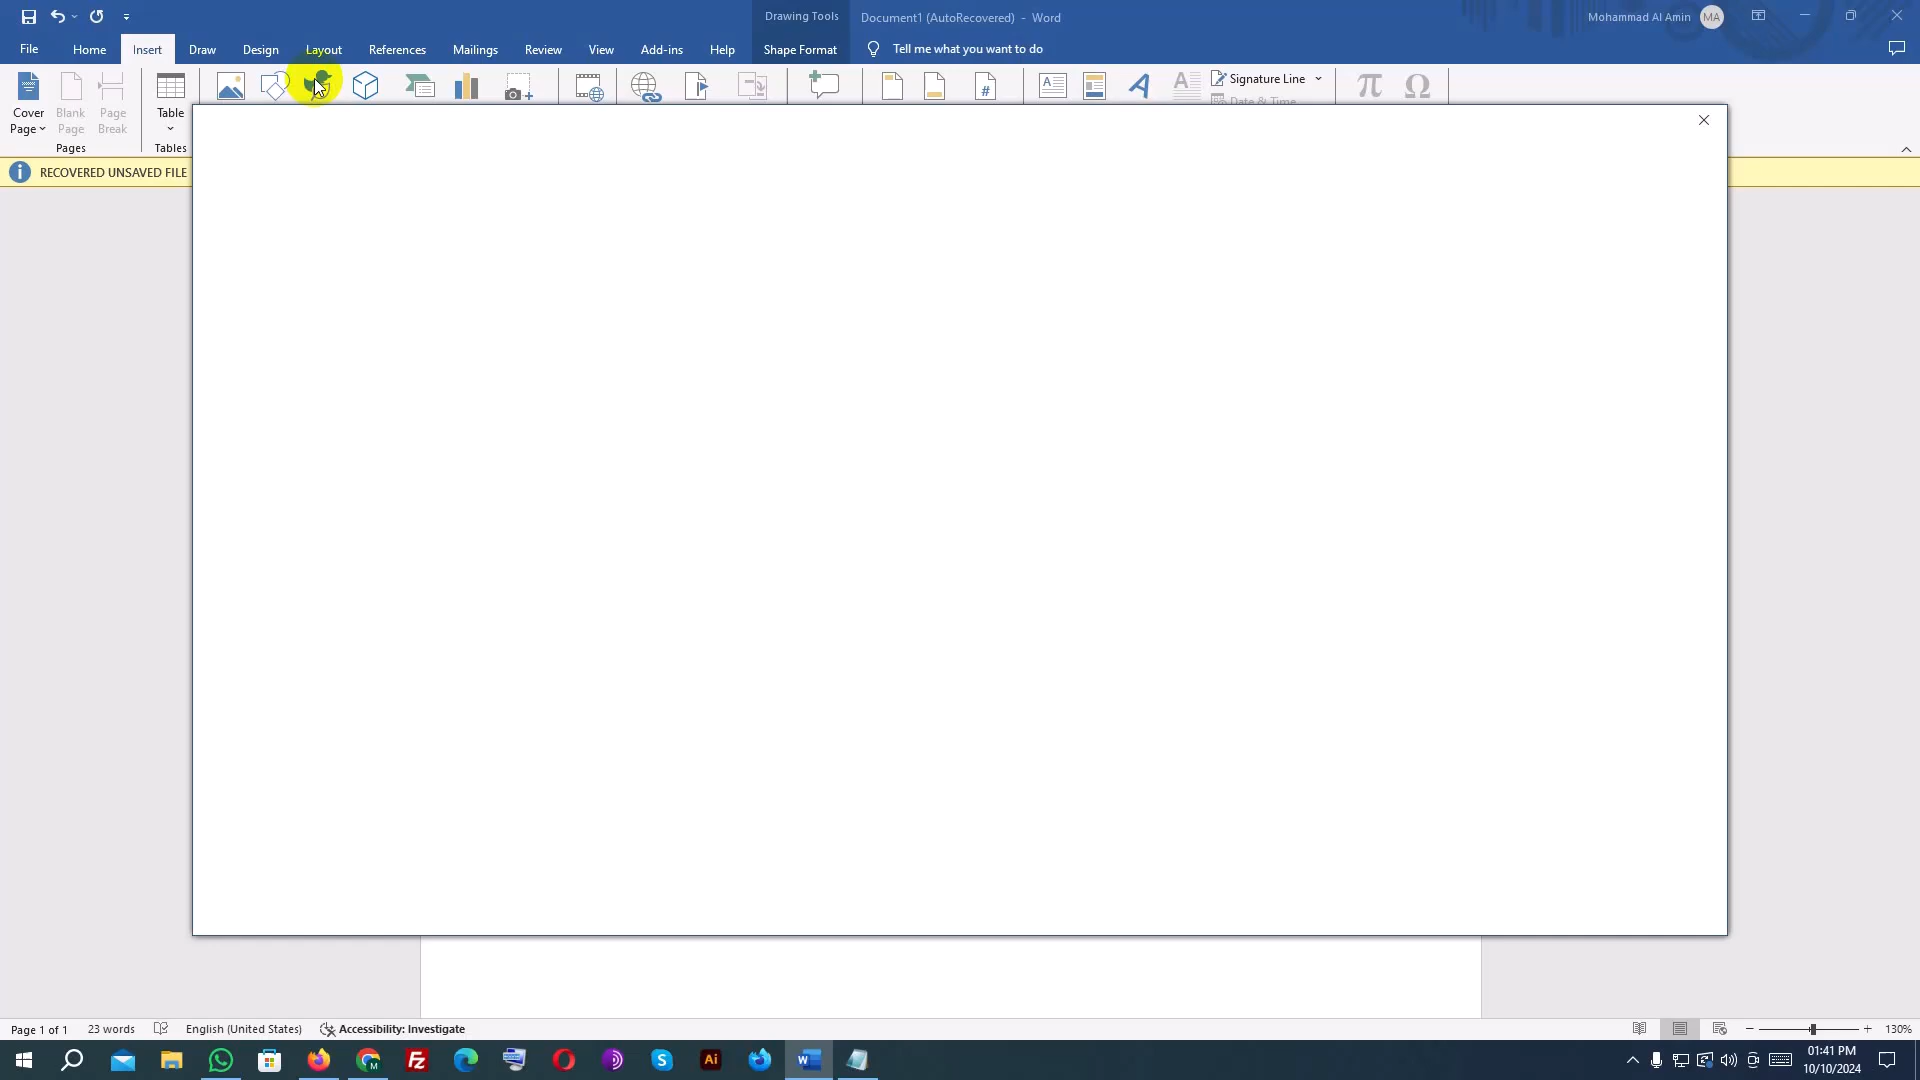 Drawing Tools
Document1 (AutoRecovered) - Word
Mohammad Al Amin MA
File Home Insert Draw Design Layout References Mailings Review View Add-ins Help Shape Format Tell me what you want to do
Signature Line
Date & Time
Cover Page
Blank Page
Page Break
Table
Pages
Tables
RECOVERED UNSAVED FILE
Page 1 of 1 23 words English (United States) Accessibility: Investigate 130%
01:41 PM
10/10/2024